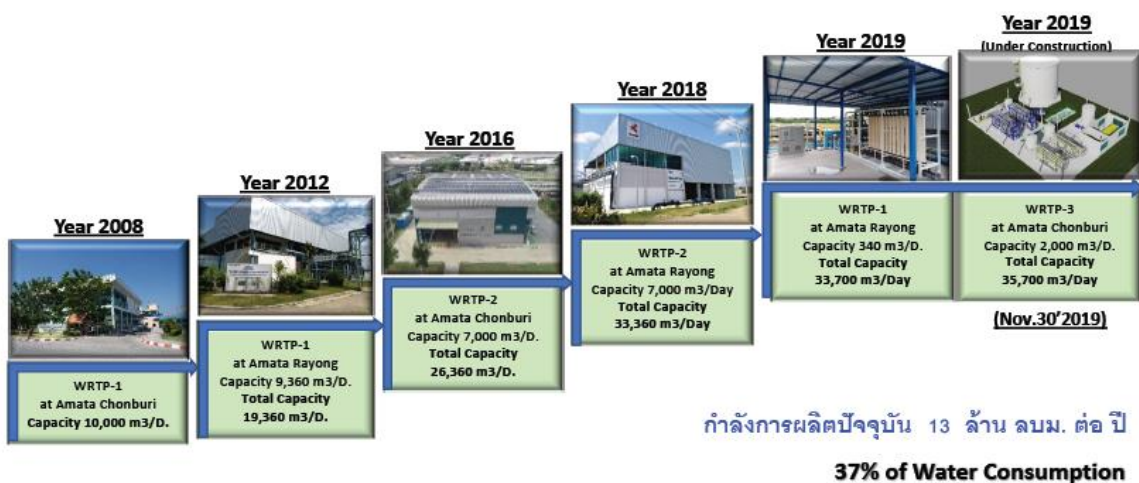 Year 2008
WRTP-1
at Amata Chonburi
Capacity 10,000 m3/D.
Year 2012
WRTP-1
at Amata Rayong
Capacity 9,360 m3/D.
Total Capacity
19,360 m3/D.
Year 2016
WRTP-2
at Amata Chonburi
Capacity 7,000 m3/D.
Total Capacity
26,360 m3/D.
Year 2018
WRTP-2
at Amata Rayong
Capacity 7,000 m3/Day
Total Capacity
33,360 m3/Day
Year 2019
WRTP-1
at Amata Rayong
Capacity 340 m3/D.
Total Capacity
33,700 m3/Day
Year 2019
(Under Construction)
WRTP-3
at Amata Chonburi
Capacity 2,000 m3/D.
Total Capacity
35,700 m3/Day
(Nov.30'2019)
กำลังการผลิตปัจจุบัน 13 ล้าน ลบม. ต่อ ปี
37% of Water Consumption